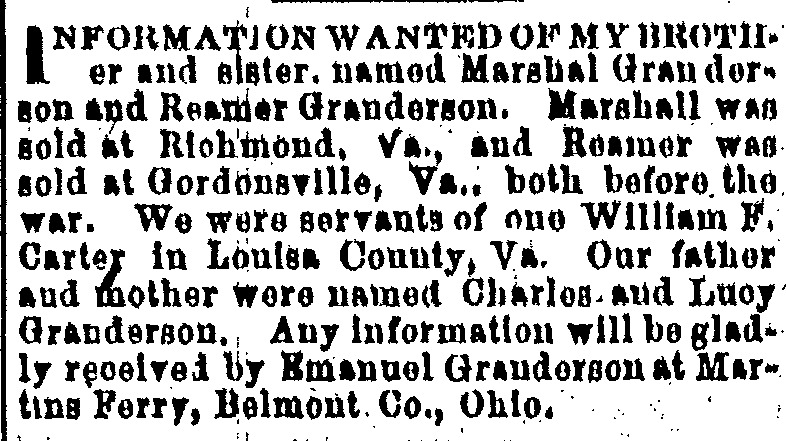 INFORMATION WANTED OF MY BROTH-
er and sister, named Marshal Grander-
son and Reamer Granderson. Marshall was
sold at Richmond, Va., and Reamer was
sold at Gordonsville, Va., both before the
war. We were servants of one William F.
Carter in Louisa County, Va. Our father
and mother were named Charles and Lucy
Granderson. Any information will be glad-
ly received by Emanuel Granderson at Mar-
tins Ferry, Belmont Co., Ohio.